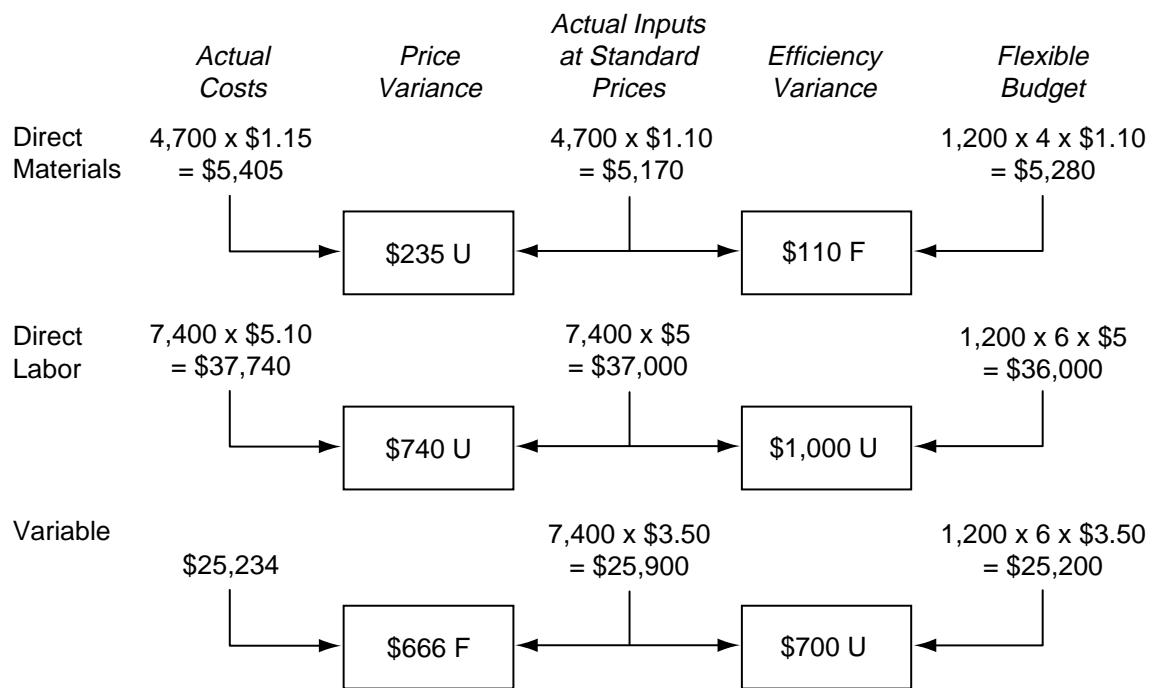 Actual
Costs
Price
Variance
Actual Inputs
at Standard
Prices
Efficiency
Variance
Flexible
Budget
Direct
Materials
4,700 x $1.15
= $5,405
4,700 x $1.10
= $5,170
1,200 x 4 x $1.10
= $5,280
$235 U
$110 F
Direct
Labor
7,400 x $5.10
= $37,740
7,400 x $5
= $37,000
1,200 x 6 x $5
= $36,000
$740 U
$1,000 U
Variable
$25,234
7,400 x $3.50
= $25,900
1,200 x 6 x $3.50
= $25,200
$666 F
$700 U